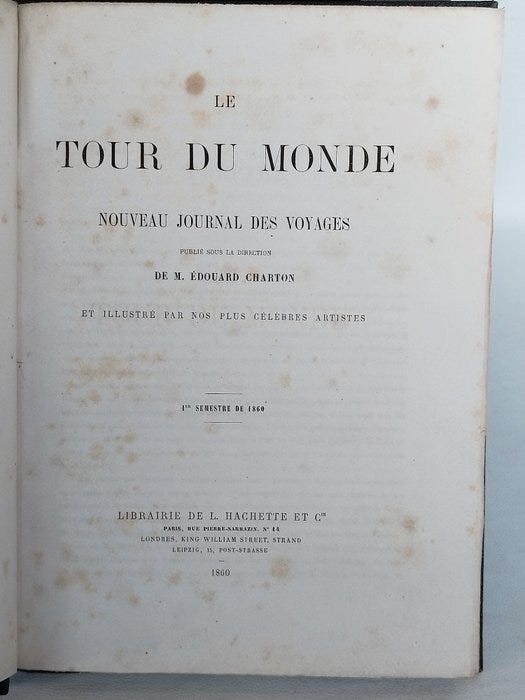 LE
TOUR DU MONDE
NOUVEAU JOURNAL DES VOYAGES
PUBLIÉ SOUS LA DIRECTION
DE M. ÉDOUARD CHARTON
ET ILLUSTRÉ PAR NOS PLUS CÉLÈBRES ARTISTES
1ER SEMESTRE DE 1860
LIBRAIRIE DE L. HACHETTE ET CIE
PARIS, RUE PIERRE-SARRAZIN, N° 14
LONDRES, KING WILLIAM STREET, STRAND
LEIPZIG, 15, POST-STRASSE
1860